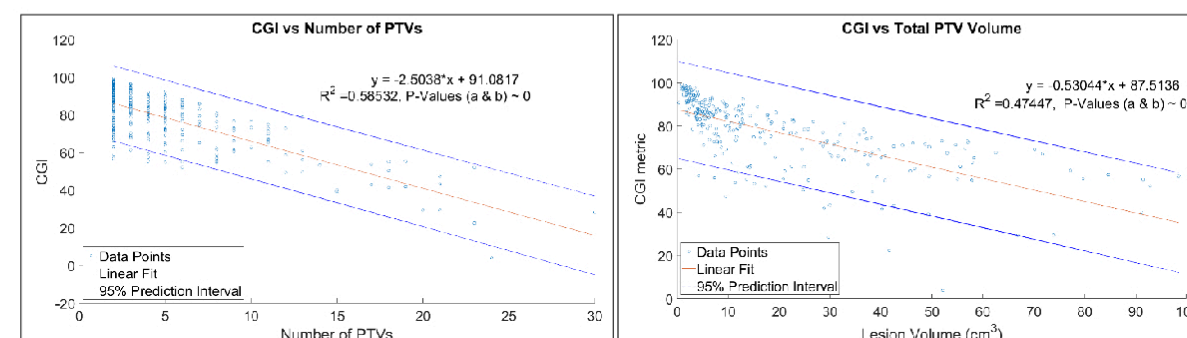 CGI vs Number of PTVs
120
100
80
60
40
20
0
-20
CGI
y = -2.5038*x + 91.0817
R² =0.58532, P-Values (a & b) ~ 0
Data Points
Linear Fit
95% Prediction Interval
0 5 10 15 20 25 30
Number of PTVs
CGI vs Total PTV Volume
120
100
80
60
40
20
0
CGI metric
y = -0.53044*x + 87.5136
R² =0.47447, P-Values (a & b) ~ 0
Data Points
Linear Fit
95% Prediction Interval
0 10 20 30 40 50 60 70 80 90 100
Lesion Volume (cm³)